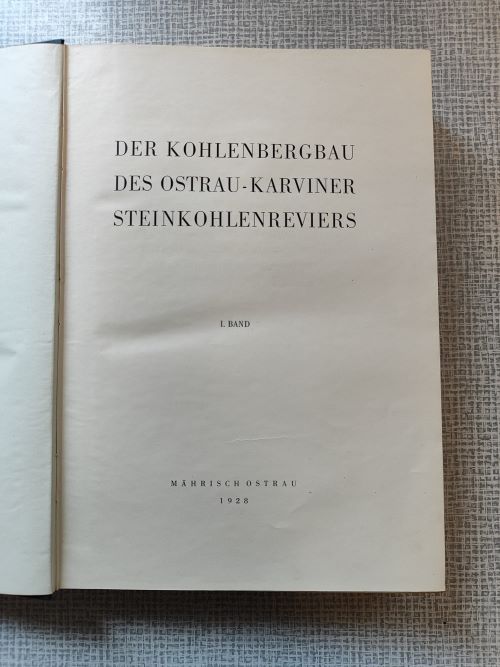 DER KOHLENBERGBAU
DES OSTRAU-KARVINER
STEINKOHLENREVIERS
I. BAND
MÄHRISCH OSTRAU
1928